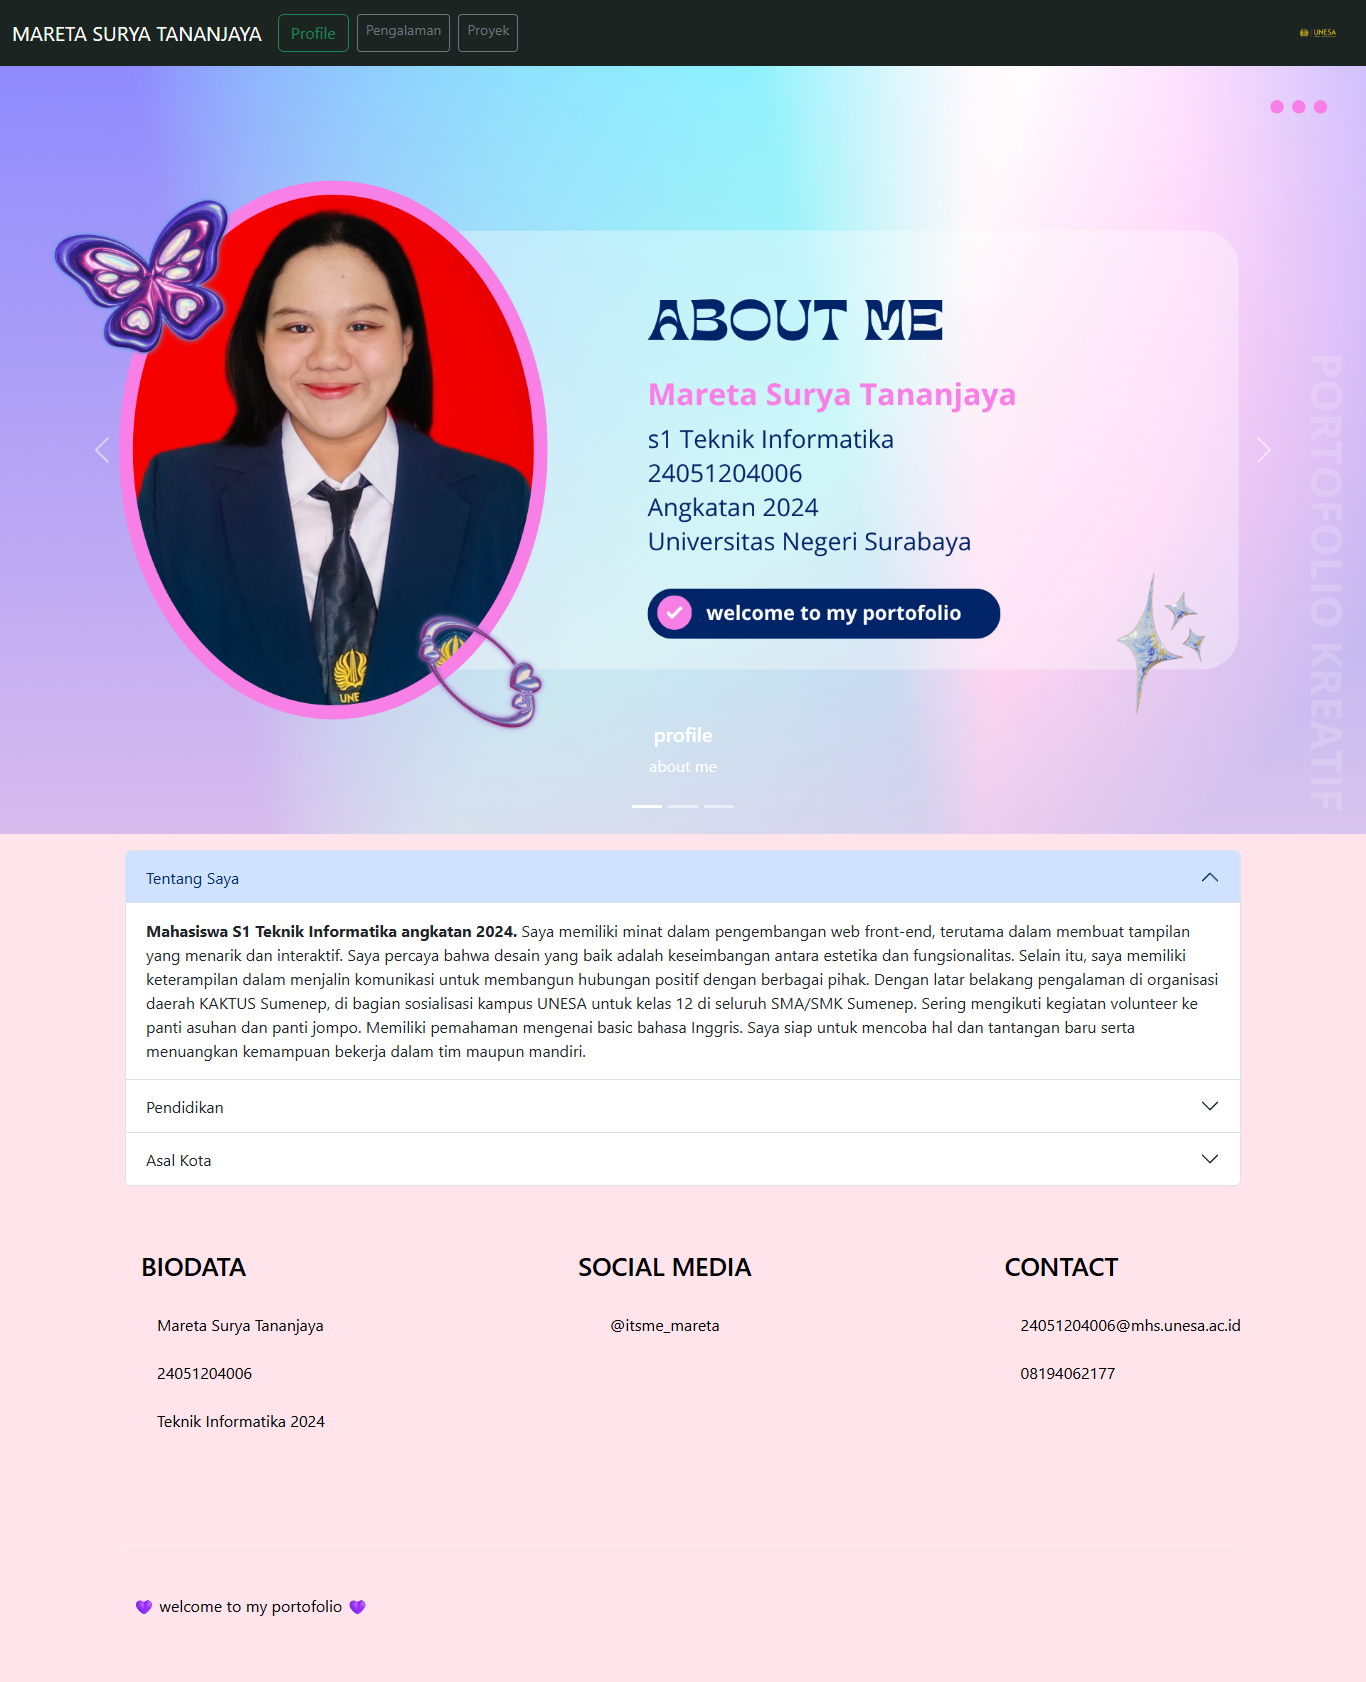 MARETA SURYA TANANJAYA
Profile
Pengalaman
Proyek
UNESA
ABOUT ME
Mareta Surya Tananjaya
s1 Teknik Informatika
24051204006
Angkatan 2024
Universitas Negeri Surabaya
welcome to my portofolio
PORTOFOLIO KREATIF
UNE
profile
about me
Tentang Saya
Mahasiswa S1 Teknik Informatika angkatan 2024. Saya memiliki minat dalam pengembangan web front-end, terutama dalam membuat tampilan
yang menarik dan interaktif. Saya percaya bahwa desain yang baik adalah keseimbangan antara estetika dan fungsionalitas. Selain itu, saya memiliki
keterampilan dalam menjalin komunikasi untuk membangun hubungan positif dengan berbagai pihak. Dengan latar belakang pengalaman di organisasi
daerah KAKTUS Sumenep, di bagian sosialisasi kampus UNESA untuk kelas 12 di seluruh SMA/SMK Sumenep. Sering mengikuti kegiatan volunteer ke
panti asuhan dan panti jompo. Memiliki pemahaman mengenai basic bahasa Inggris. Saya siap untuk mencoba hal dan tantangan baru serta
menuangkan kemampuan bekerja dalam tim maupun mandiri.
Pendidikan
Asal Kota
BIODATA
Mareta Surya Tananjaya
24051204006
Teknik Informatika 2024
SOCIAL MEDIA
@itsme_mareta
CONTACT
24051204006@mhs.unesa.ac.id
08194062177
💜 welcome to my portofolio 💜